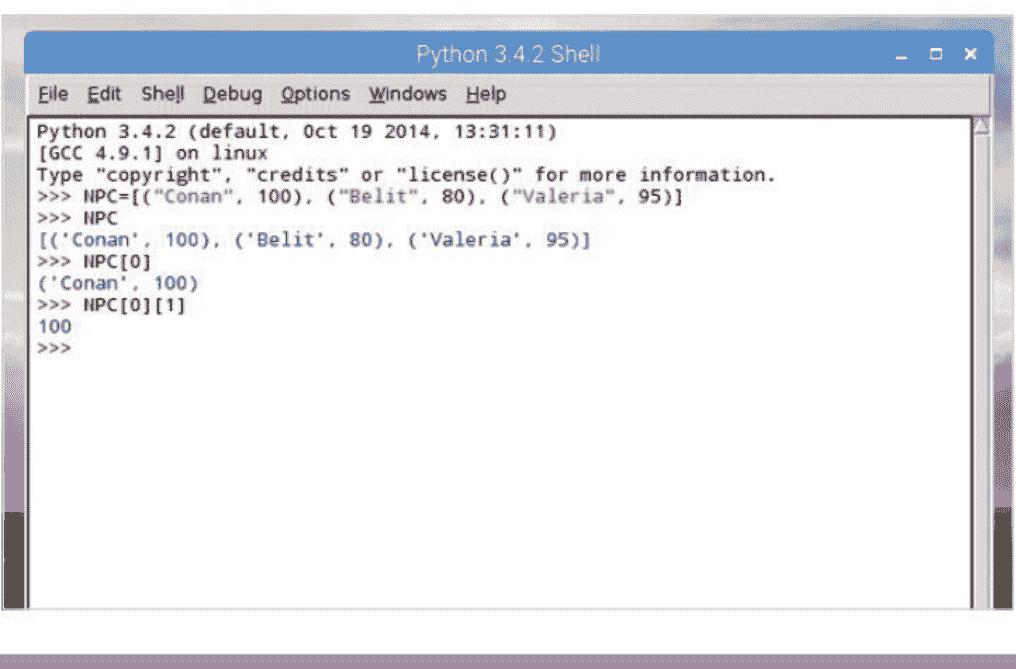 Python 3.4.2 Shell
File Edit Shell Debug Options Windows Help
Python 3.4.2 (default, Oct 19 2014, 13:31:11)
[GCC 4.9.1] on linux
Type "copyright", "credits" or "license()" for more information.
>>> NPC=[("Conan", 100), ("Belit", 80), ("Valeria", 95)]
>>> NPC
[('Conan', 100), ('Belit', 80), ('Valeria', 95)]
>>> NPC[0]
('Conan', 100)
>>> NPC[0][1]
100
>>>